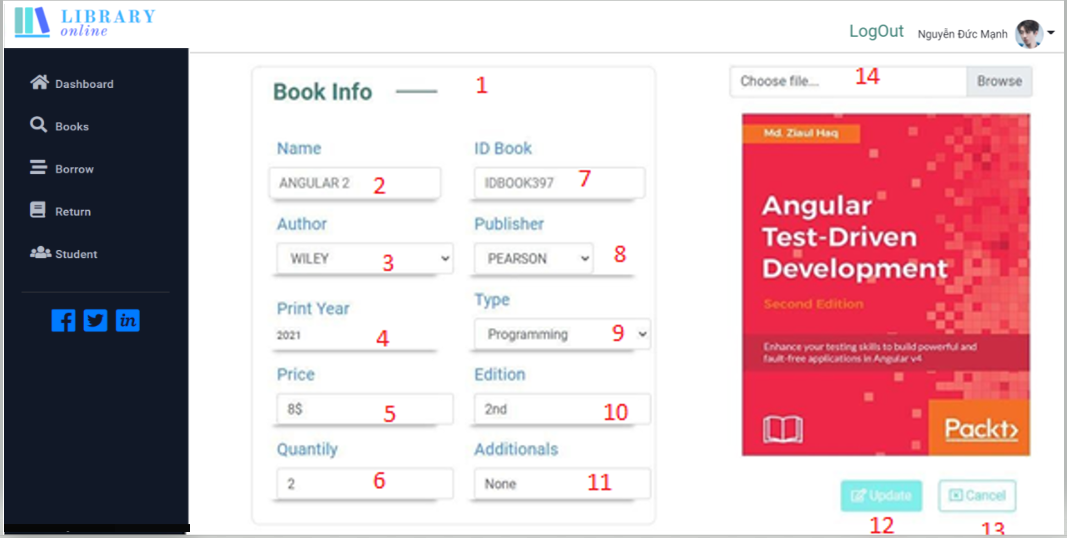 LIBRARY
online
LogOut Nguyễn Đức Mạnh
Dashboard
Books
Borrow
Return
Student
Book Info 1
Name
ANGULAR 2 2
ID Book
IDBOOK397 7
Author
WILEY 3
Publisher
PEARSON 8
Print Year
2021 4
Type
Programming 9
Price
8$ 5
Edition
2nd 10
Quantily
2 6
Additionals
None 11
Choose file... 14 Browse
Md. Ziaul Haq
Angular
Test-Driven
Development
Second Edition
Enhance your testing skills to build powerful and
fault-free applications in Angular v4
Packt>
Update Cancel
12 13